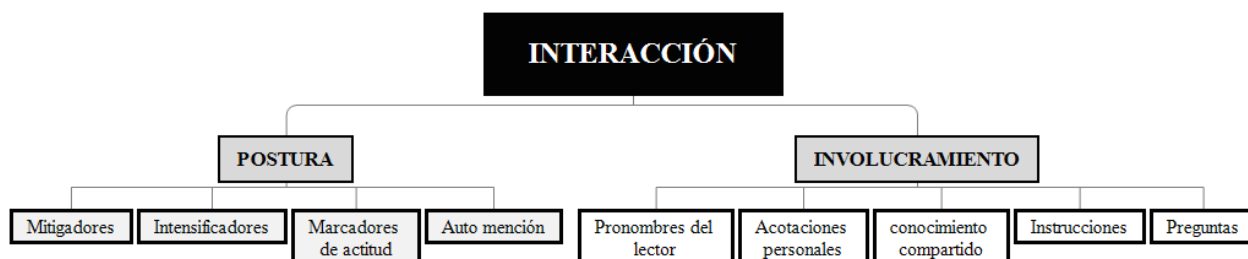 INTERACCIÓN
POSTURA
INVOLUCRAMIENTO
Mitigadores
Intensificadores
Marcadores
de actitud
Auto mención
Pronombres del
lector
Acotaciones
personales
conocimiento
compartido
Instrucciones
Preguntas